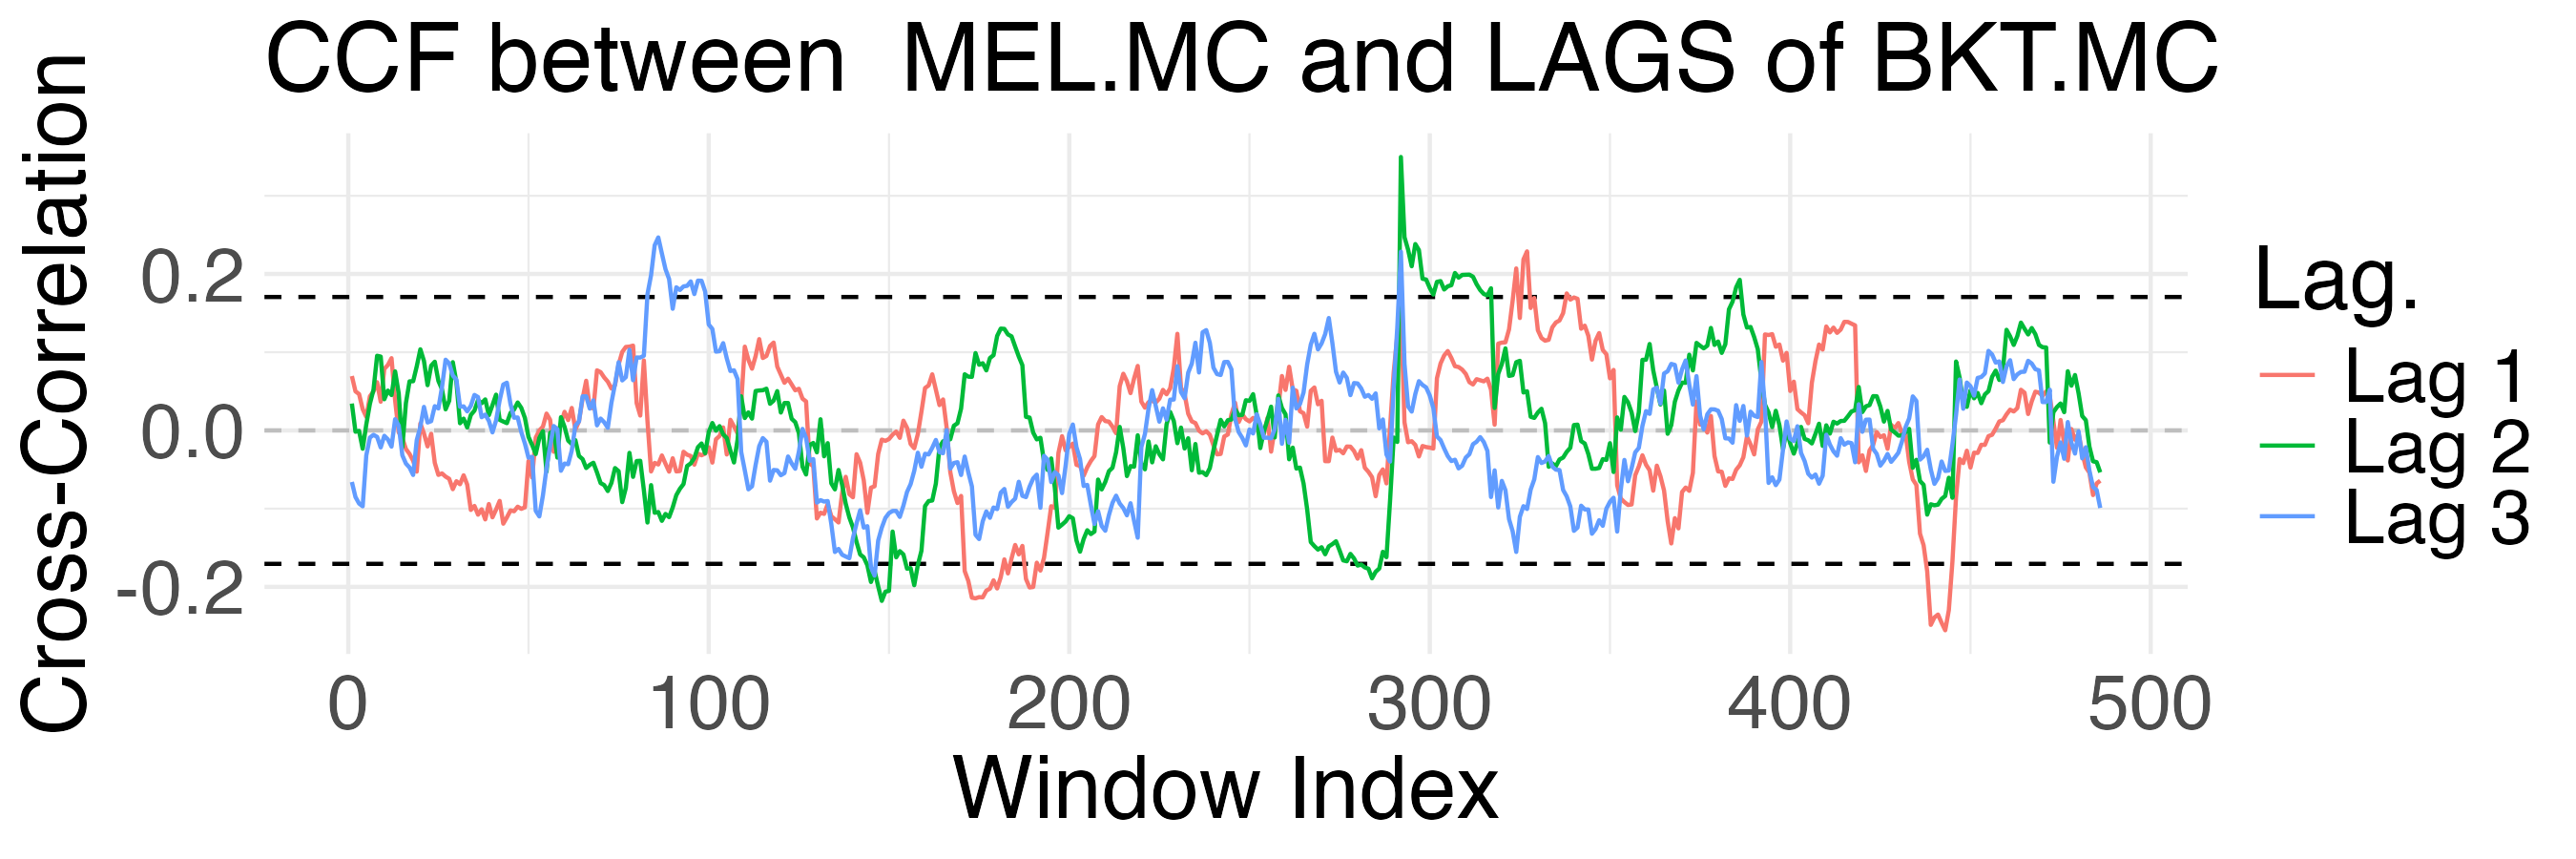 CCF between  MEL.MC and LAGS of BKT.MC
Cross-Correlation
0.2
0.0
-0.2
0 100 200 300 400 500
Window Index
Lag.
Lag 1
Lag 2
Lag 3